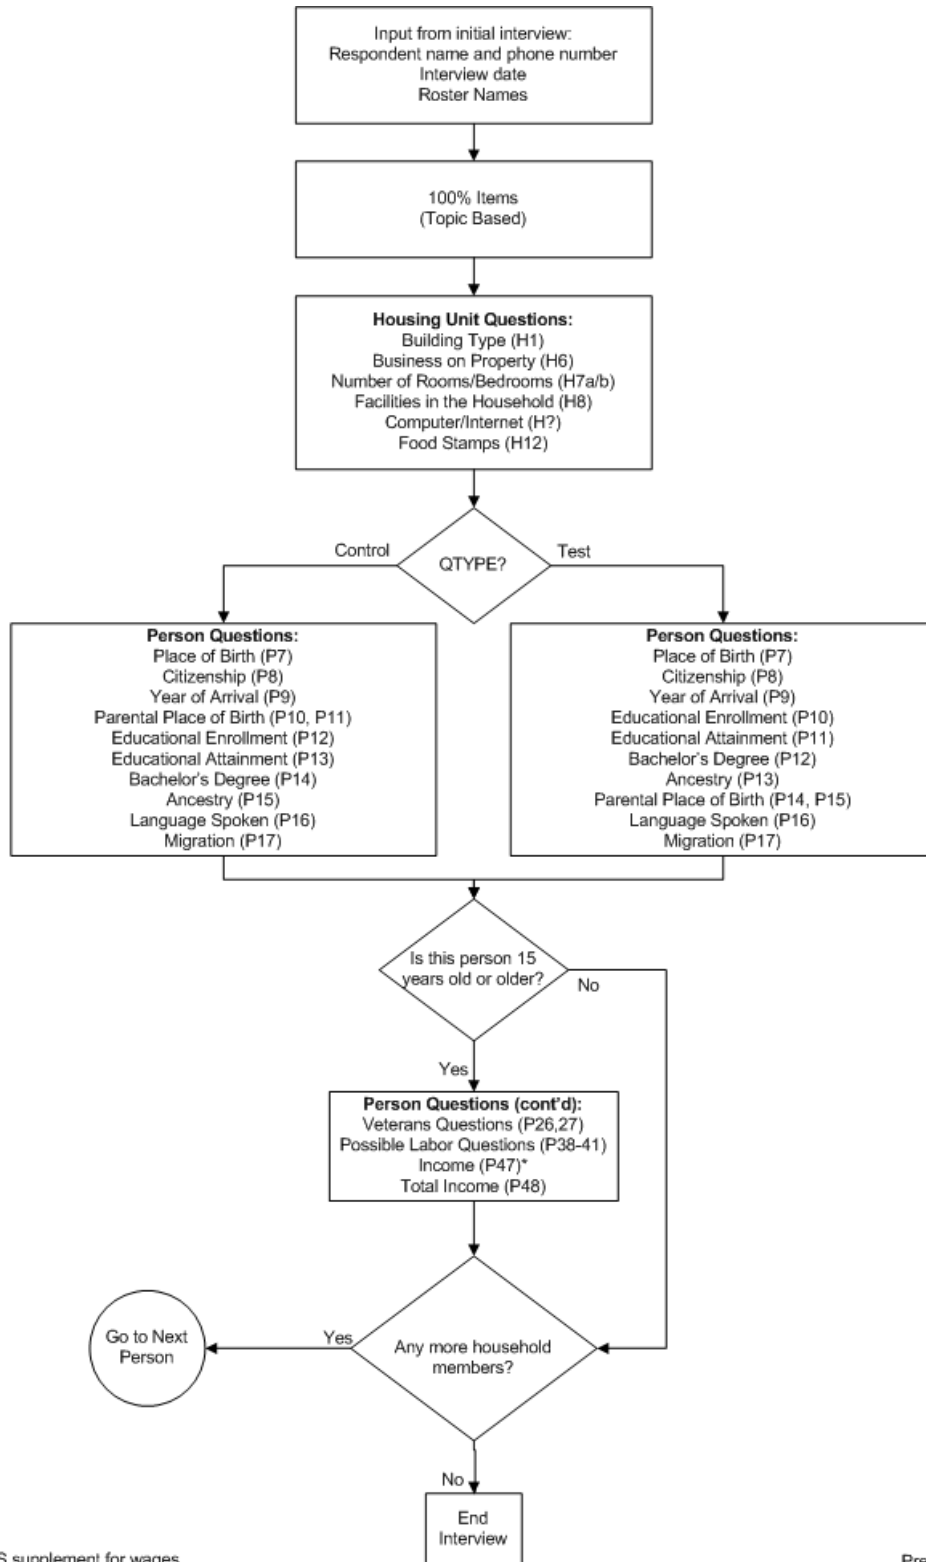 Input from initial interview:
Respondent name and phone number
Interview date
Roster Names
100% Items
(Topic Based)
Housing Unit Questions:
Building Type (H1)
Business on Property (H6)
Number of Rooms/Bedrooms (H7a/b)
Facilities in the Household (H8)
Computer/Internet (H?)
Food Stamps (H12)
QTYPE?
Control
Test
Person Questions:
Place of Birth (P7)
Citizenship (P8)
Year of Arrival (P9)
Parental Place of Birth (P10, P11)
Educational Enrollment (P12)
Educational Attainment (P13)
Bachelor's Degree (P14)
Ancestry (P15)
Language Spoken (P16)
Migration (P17)
Person Questions:
Place of Birth (P7)
Citizenship (P8)
Year of Arrival (P9)
Educational Enrollment (P10)
Educational Attainment (P11)
Bachelor's Degree (P12)
Ancestry (P13)
Parental Place of Birth (P14, P15)
Language Spoken (P16)
Migration (P17)
Is this person 15
years old or older?
No
Yes
Person Questions (cont'd):
Veterans Questions (P26,27)
Possible Labor Questions (P38-41)
Income (P47)*
Total Income (P48)
Any more household
members?
Yes
Go to Next
Person
No
End
Interview
S supplement for wages
Pre